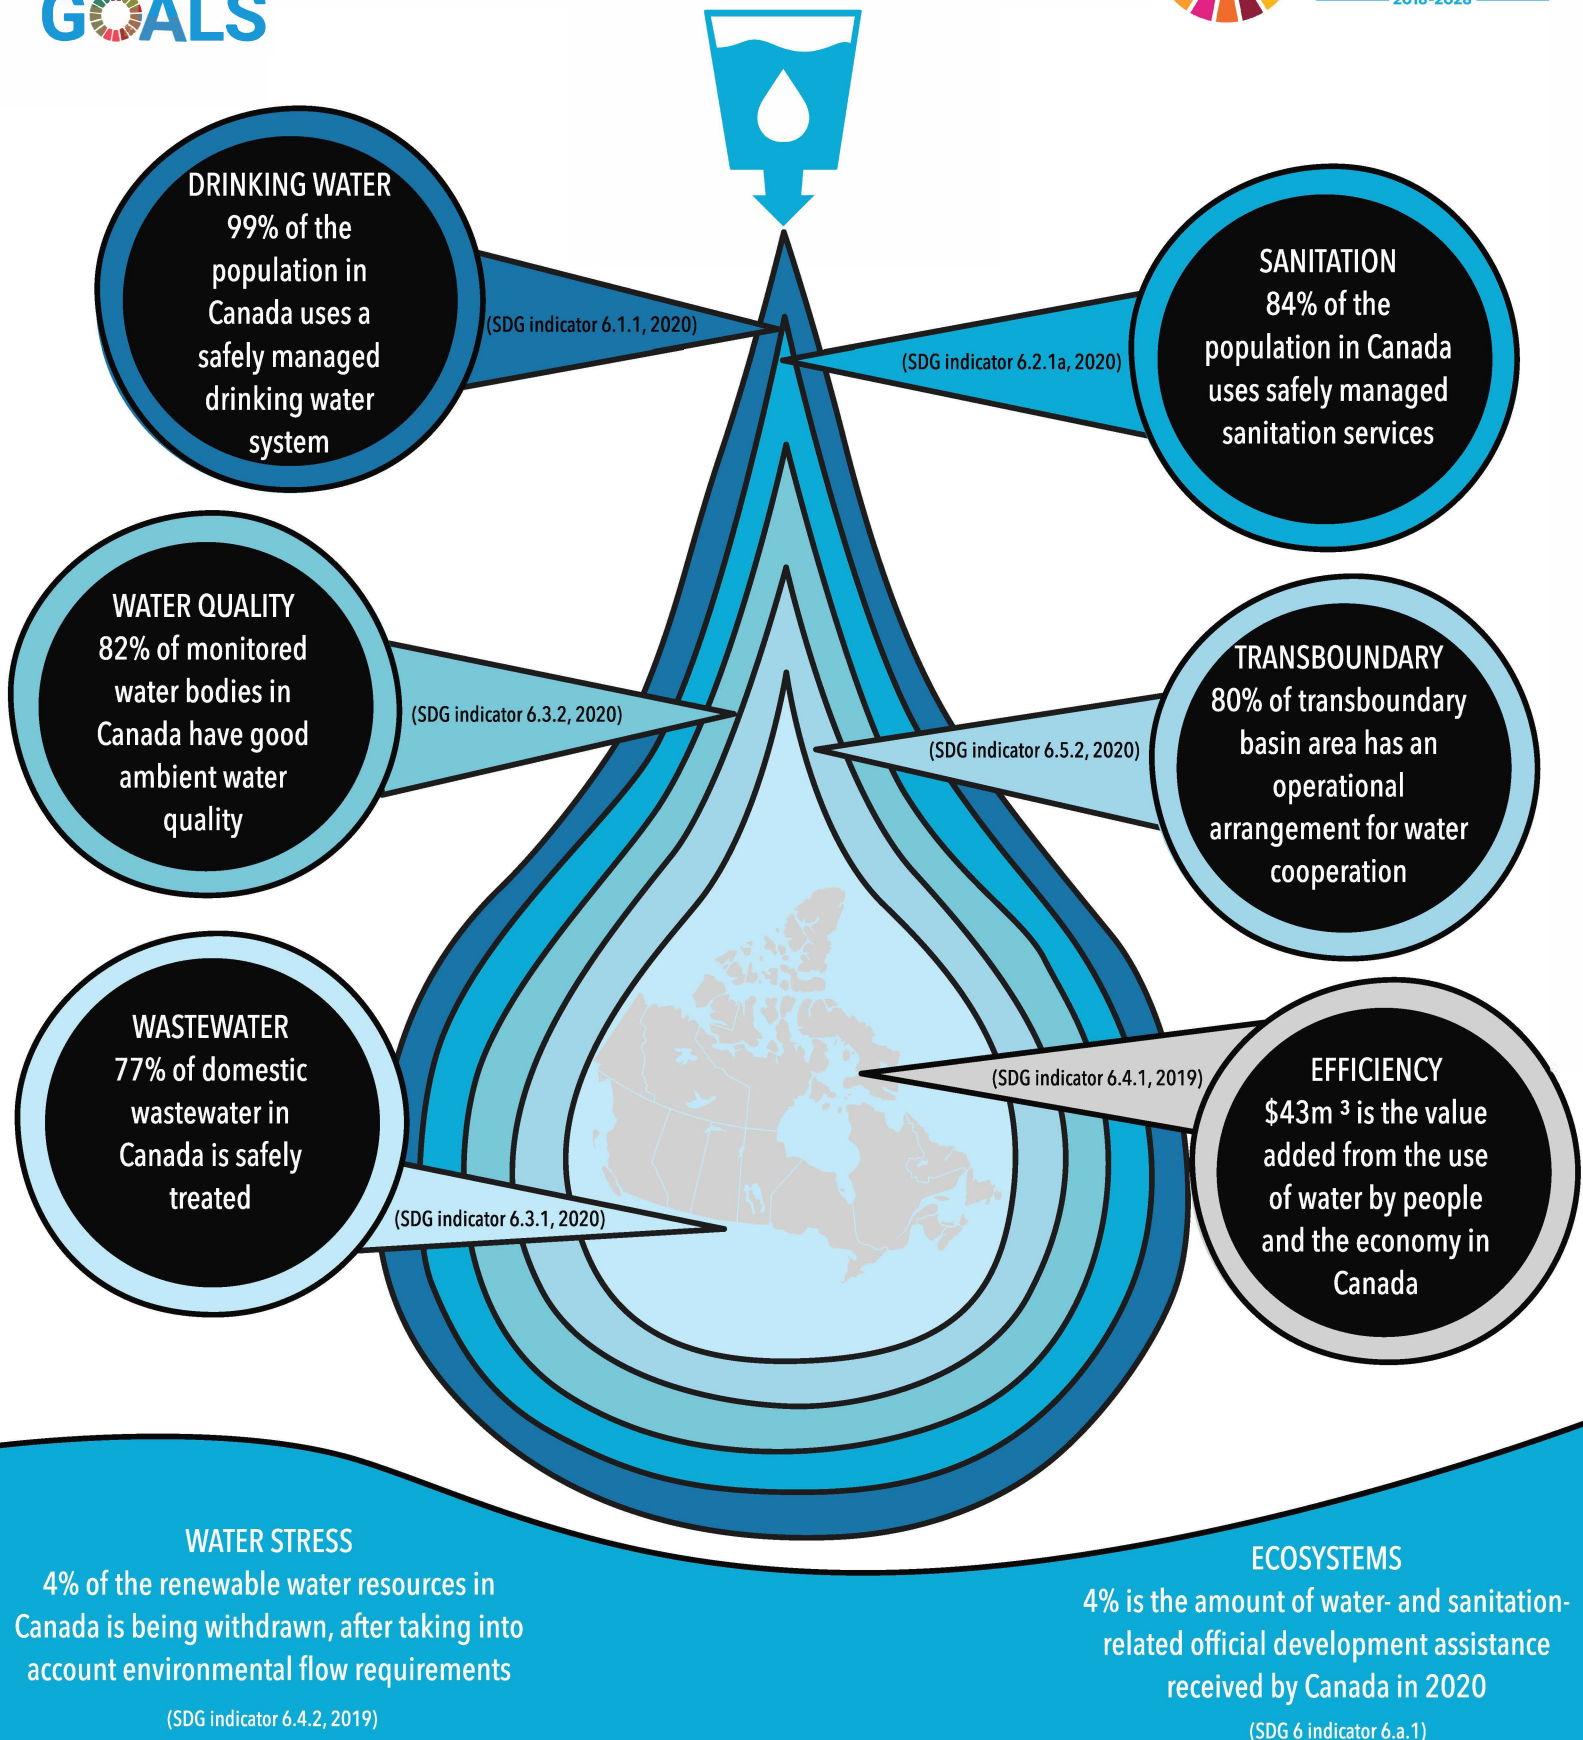 GOALS
2018-2028
DRINKING WATER
99% of the
population in
Canada uses a
safely managed
drinking water
system
(SDG indicator 6.1.1, 2020)
SANITATION
84% of the
population in Canada
uses safely managed
sanitation services
(SDG indicator 6.2.1a, 2020)
WATER QUALITY
82% of monitored
water bodies in
Canada have good
ambient water
quality
(SDG indicator 6.3.2, 2020)
TRANSBOUNDARY
80% of transboundary
basin area has an
operational
arrangement for water
cooperation
(SDG indicator 6.5.2, 2020)
WASTEWATER
77% of domestic
wastewater in
Canada is safely
treated
(SDG indicator 6.3.1, 2020)
EFFICIENCY
$43m ³ is the value
added from the use
of water by people
and the economy in
Canada
(SDG indicator 6.4.1, 2019)
WATER STRESS
4% of the renewable water resources in
Canada is being withdrawn, after taking into
account environmental flow requirements
(SDG indicator 6.4.2, 2019)
ECOSYSTEMS
4% is the amount of water- and sanitation-
related official development assistance
received by Canada in 2020
(SDG 6 indicator 6.a.1)